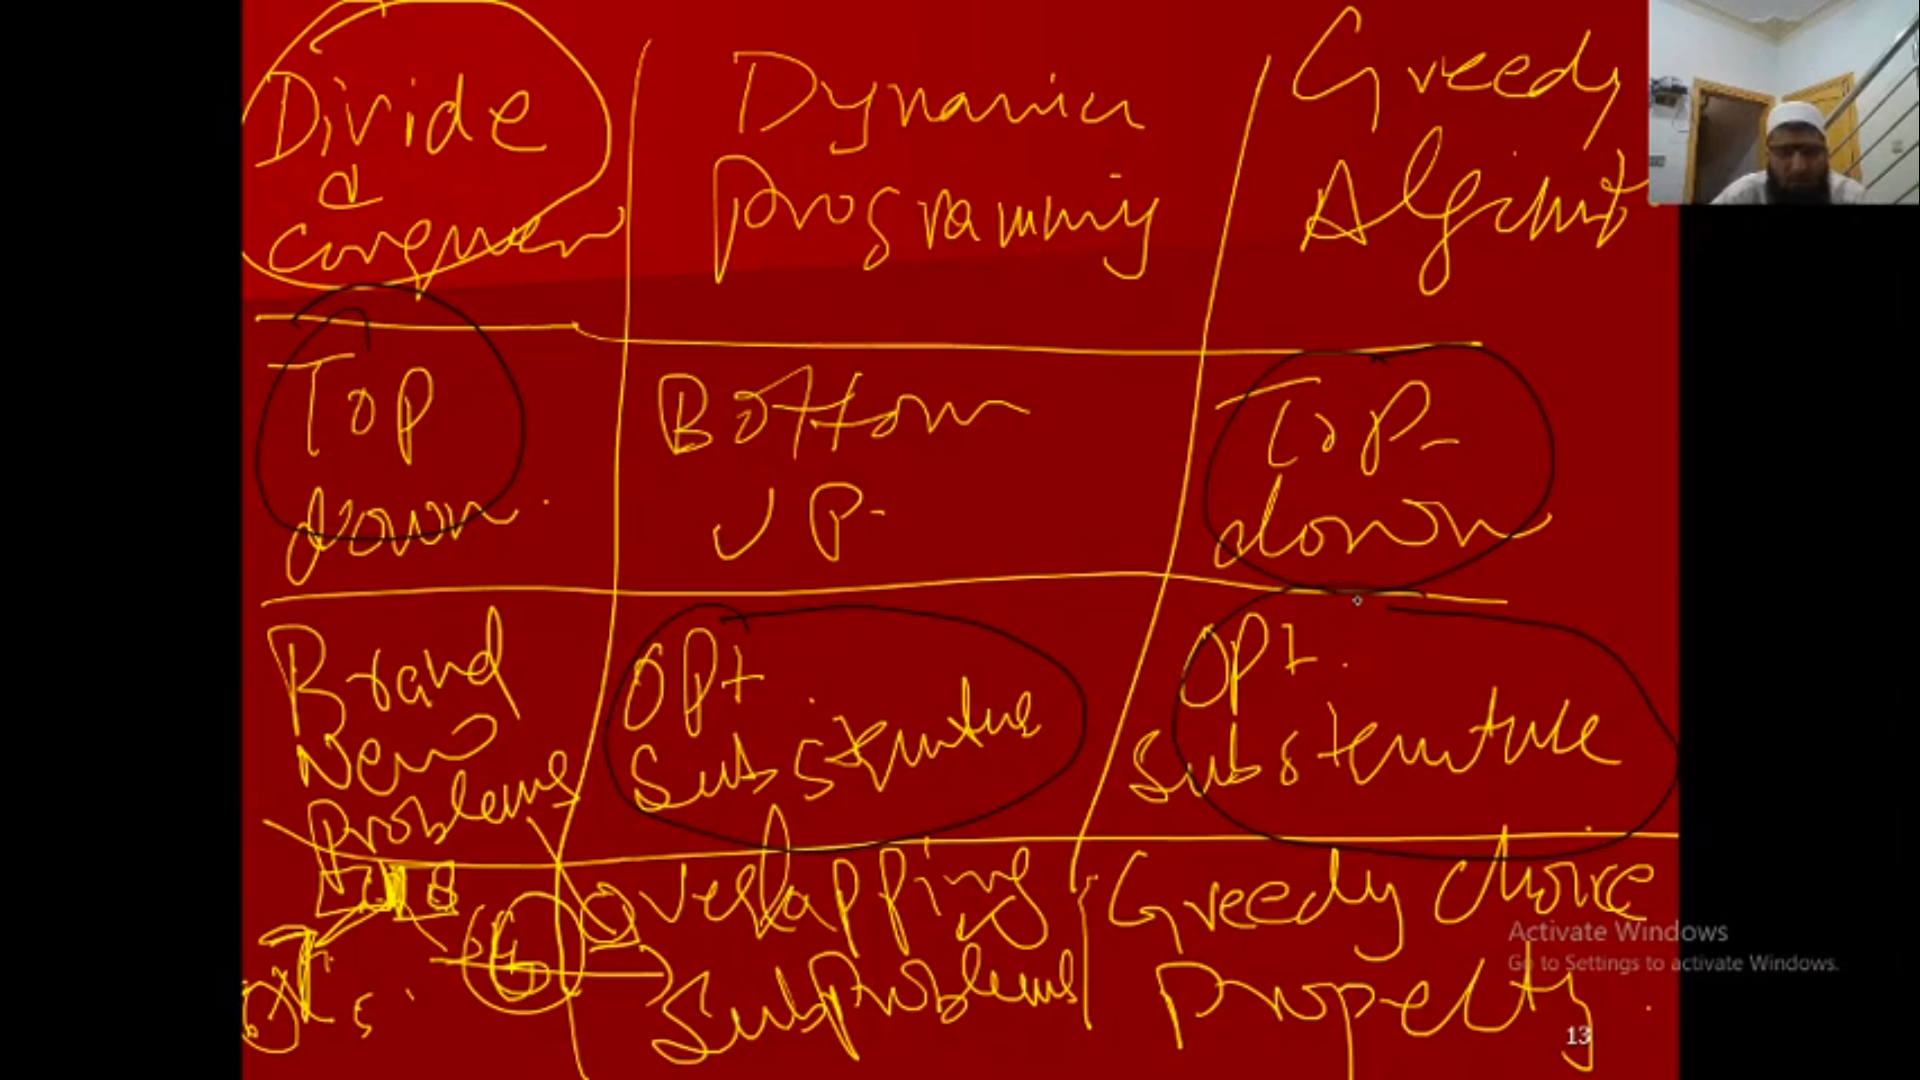 Divide
&
conquer
Dynamic
Programming
Greedy
Algorithm
Top
down.
Bottom
UP-
Top-
down
Brand
New
Problems
Opt
Substructure
Opt.
Substructure
Overlapping
Subproblems
Greedy choice
Property
5
Activate Windows
Go to Settings to activate Windows.
13